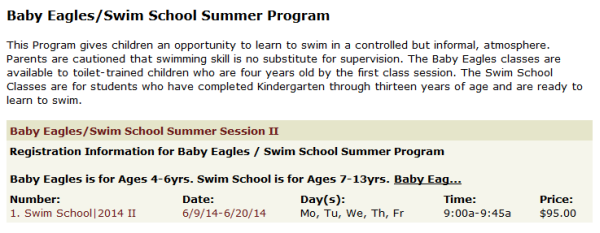 Baby Eagles/Swim School Summer Program
This Program gives children an opportunity to learn to swim in a controlled but informal, atmosphere.
Parents are cautioned that swimming skill is no substitute for supervision. The Baby Eagles classes are
available to toilet-trained children who are four years old by the first class session. The Swim School
Classes are for students who have completed Kindergarten through thirteen years of age and are ready to
learn to swim.
Baby Eagles/Swim School Summer Session II
Registration Information for Baby Eagles / Swim School Summer Program
Baby Eagles is for Ages 4-6yrs. Swim School is for Ages 7-13yrs. Baby Eag...
Number: Date: Day(s): Time: Price:
1. Swim School|2014 II 6/9/14-6/20/14 Mo, Tu, We, Th, Fr 9:00a-9:45a $95.00